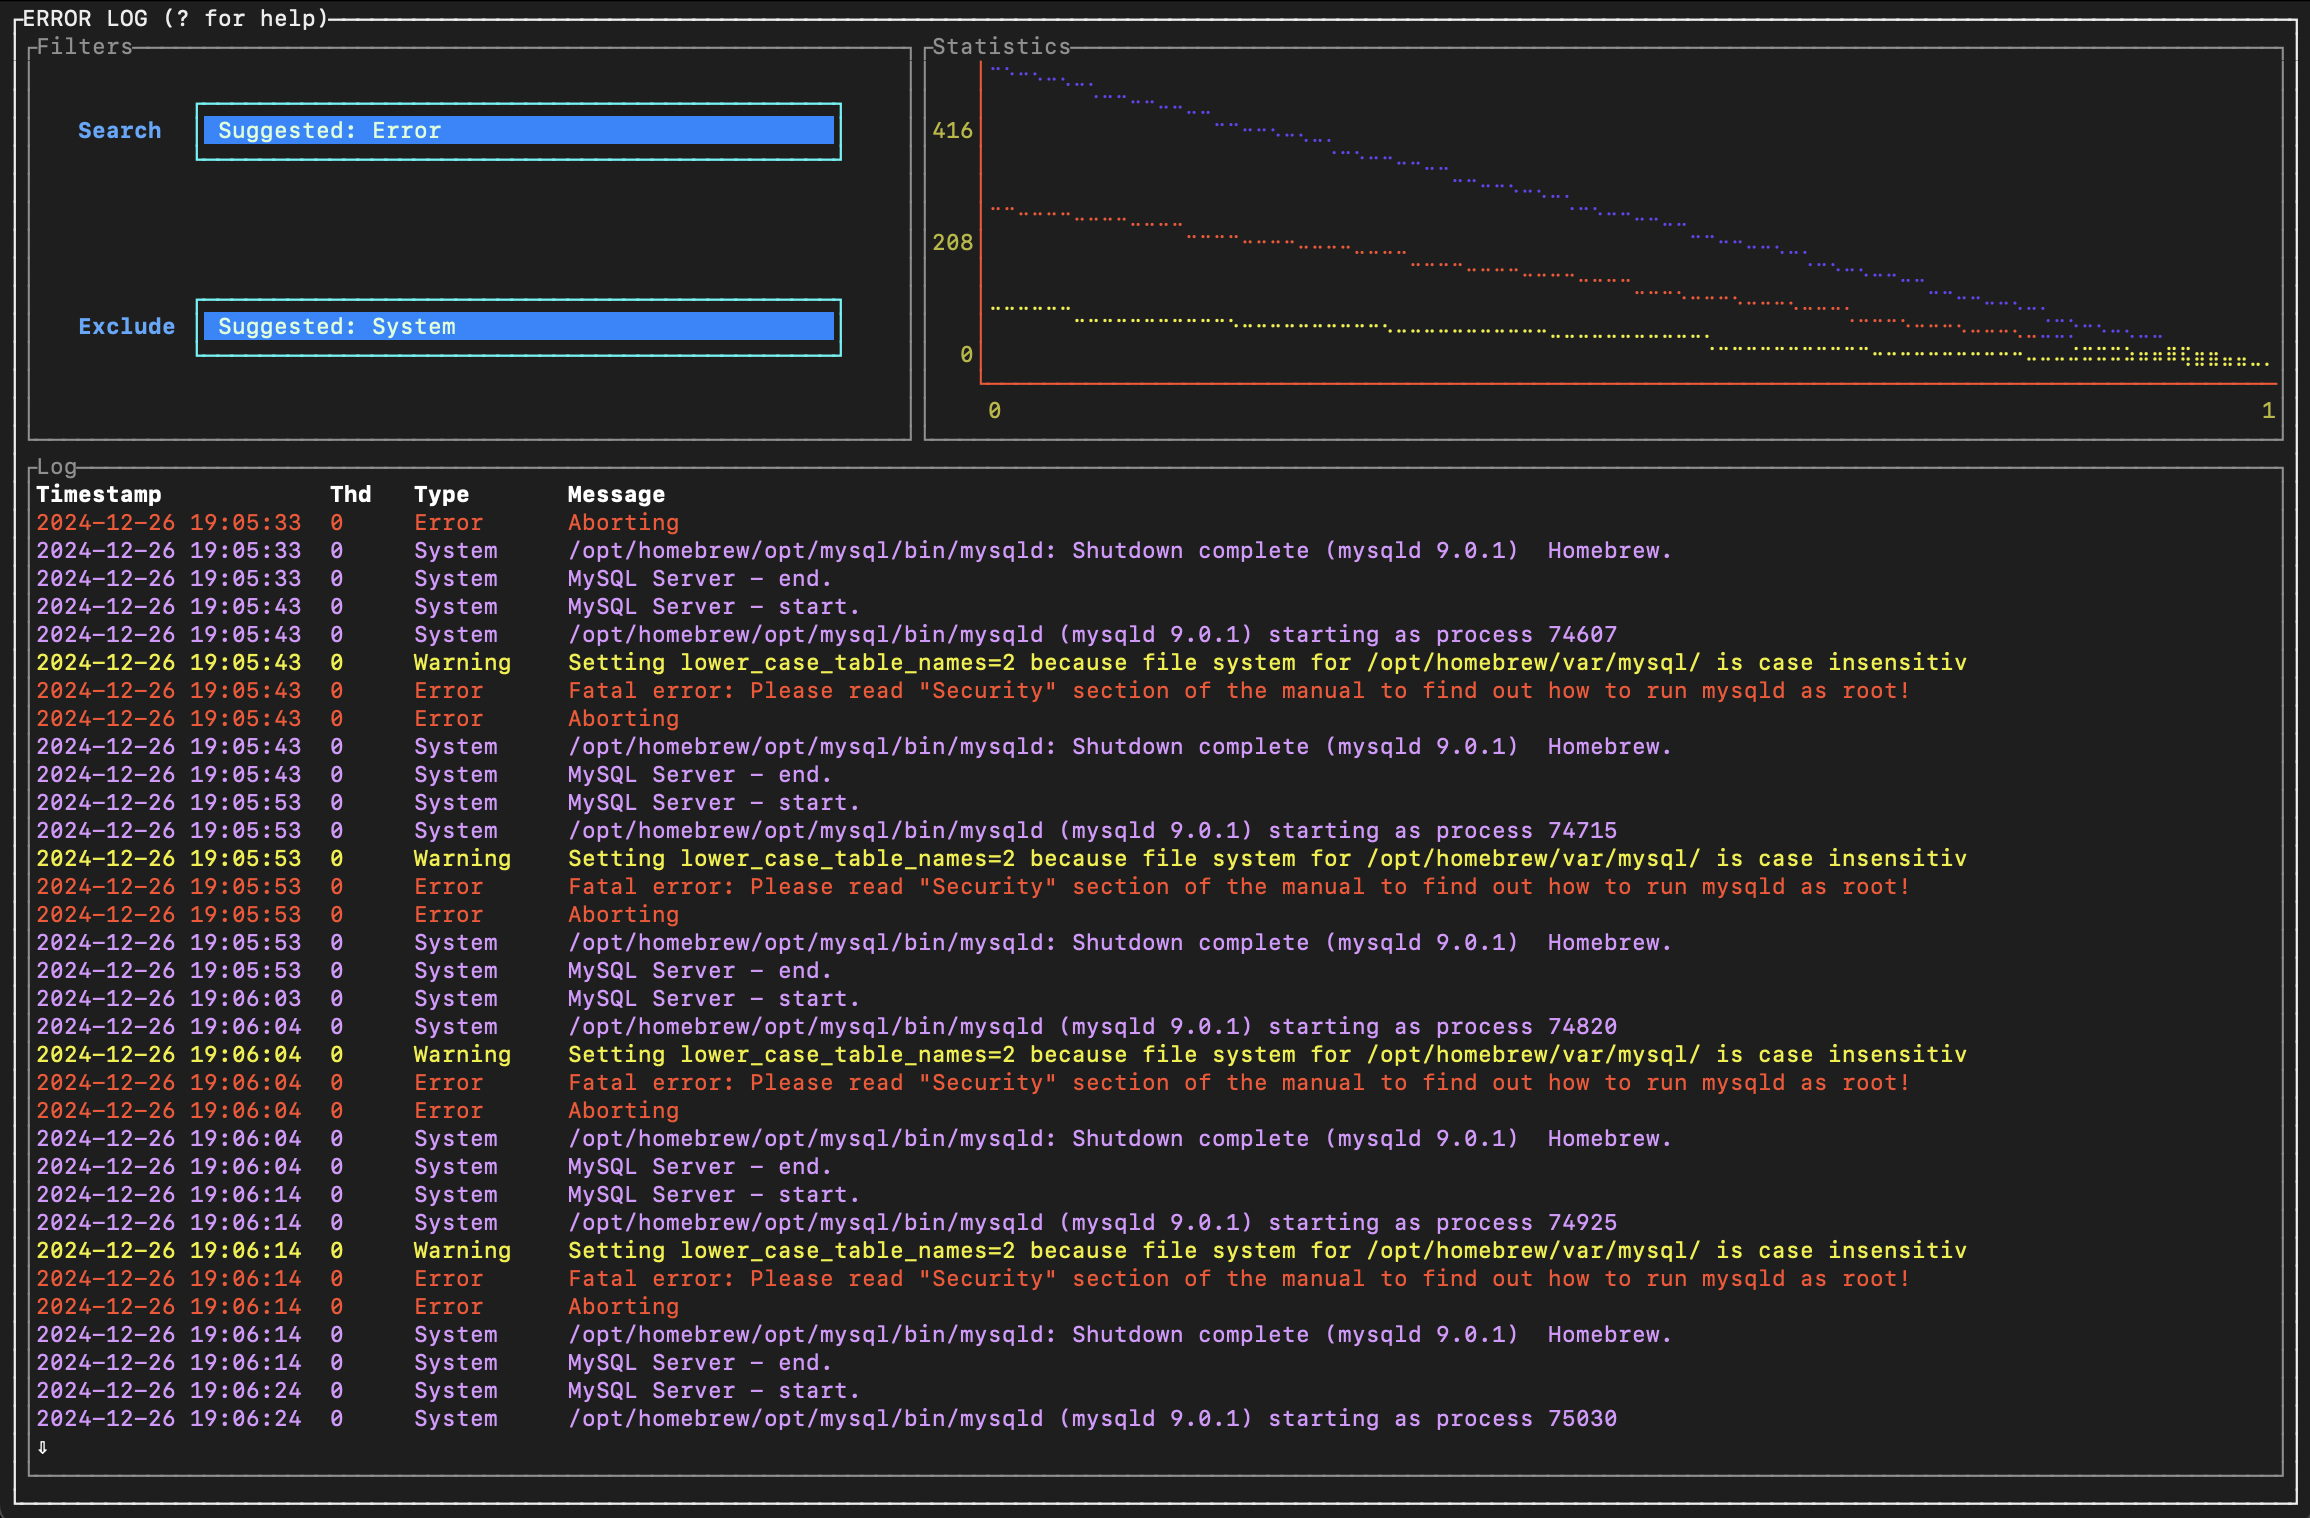 ERROR LOG (? for help)
Filters
Search Suggested: Error
Exclude Suggested: System
Statistics
416
208
0
0 1
Log
Timestamp Thd Type Message
2024-12-26 19:05:33 0 Error Aborting
2024-12-26 19:05:33 0 System /opt/homebrew/opt/mysql/bin/mysqld: Shutdown complete (mysqld 9.0.1)  Homebrew.
2024-12-26 19:05:33 0 System MySQL Server - end.
2024-12-26 19:05:43 0 System MySQL Server - start.
2024-12-26 19:05:43 0 System /opt/homebrew/opt/mysql/bin/mysqld (mysqld 9.0.1) starting as process 74607
2024-12-26 19:05:43 0 Warning Setting lower_case_table_names=2 because file system for /opt/homebrew/var/mysql/ is case insensitiv
2024-12-26 19:05:43 0 Error Fatal error: Please read "Security" section of the manual to find out how to run mysqld as root!
2024-12-26 19:05:43 0 Error Aborting
2024-12-26 19:05:43 0 System /opt/homebrew/opt/mysql/bin/mysqld: Shutdown complete (mysqld 9.0.1)  Homebrew.
2024-12-26 19:05:43 0 System MySQL Server - end.
2024-12-26 19:05:53 0 System MySQL Server - start.
2024-12-26 19:05:53 0 System /opt/homebrew/opt/mysql/bin/mysqld (mysqld 9.0.1) starting as process 74715
2024-12-26 19:05:53 0 Warning Setting lower_case_table_names=2 because file system for /opt/homebrew/var/mysql/ is case insensitiv
2024-12-26 19:05:53 0 Error Fatal error: Please read "Security" section of the manual to find out how to run mysqld as root!
2024-12-26 19:05:53 0 Error Aborting
2024-12-26 19:05:53 0 System /opt/homebrew/opt/mysql/bin/mysqld: Shutdown complete (mysqld 9.0.1)  Homebrew.
2024-12-26 19:05:53 0 System MySQL Server - end.
2024-12-26 19:06:03 0 System MySQL Server - start.
2024-12-26 19:06:04 0 System /opt/homebrew/opt/mysql/bin/mysqld (mysqld 9.0.1) starting as process 74820
2024-12-26 19:06:04 0 Warning Setting lower_case_table_names=2 because file system for /opt/homebrew/var/mysql/ is case insensitiv
2024-12-26 19:06:04 0 Error Fatal error: Please read "Security" section of the manual to find out how to run mysqld as root!
2024-12-26 19:06:04 0 Error Aborting
2024-12-26 19:06:04 0 System /opt/homebrew/opt/mysql/bin/mysqld: Shutdown complete (mysqld 9.0.1)  Homebrew.
2024-12-26 19:06:04 0 System MySQL Server - end.
2024-12-26 19:06:14 0 System MySQL Server - start.
2024-12-26 19:06:14 0 System /opt/homebrew/opt/mysql/bin/mysqld (mysqld 9.0.1) starting as process 74925
2024-12-26 19:06:14 0 Warning Setting lower_case_table_names=2 because file system for /opt/homebrew/var/mysql/ is case insensitiv
2024-12-26 19:06:14 0 Error Fatal error: Please read "Security" section of the manual to find out how to run mysqld as root!
2024-12-26 19:06:14 0 Error Aborting
2024-12-26 19:06:14 0 System /opt/homebrew/opt/mysql/bin/mysqld: Shutdown complete (mysqld 9.0.1)  Homebrew.
2024-12-26 19:06:14 0 System MySQL Server - end.
2024-12-26 19:06:24 0 System MySQL Server - start.
2024-12-26 19:06:24 0 System /opt/homebrew/opt/mysql/bin/mysqld (mysqld 9.0.1) starting as process 75030
⇩